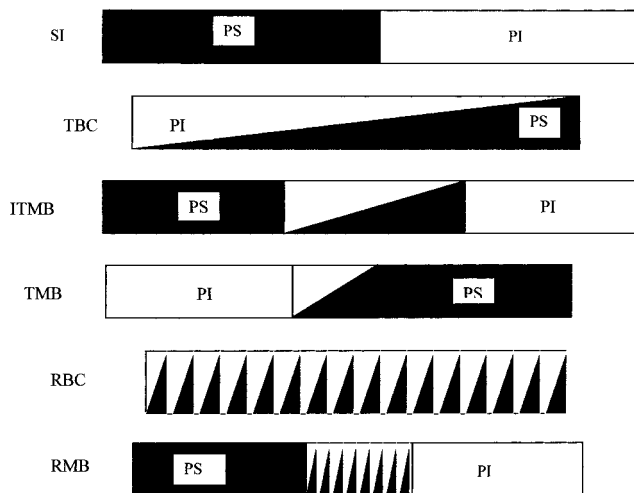 SI PS PI
TBC PI PS
ITMB PS PI
TMB PI PS
RBC
RMB PS PI